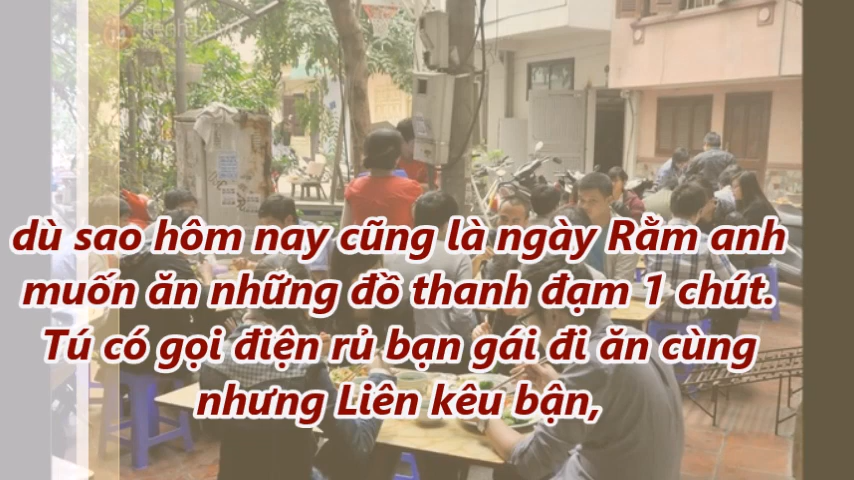 dù sao hôm nay cũng là ngày Rằm anh
muốn ăn những đồ thanh đạm 1 chút.
Tú có gọi điện rủ bạn gái đi ăn cùng
nhưng Liên kêu bận,